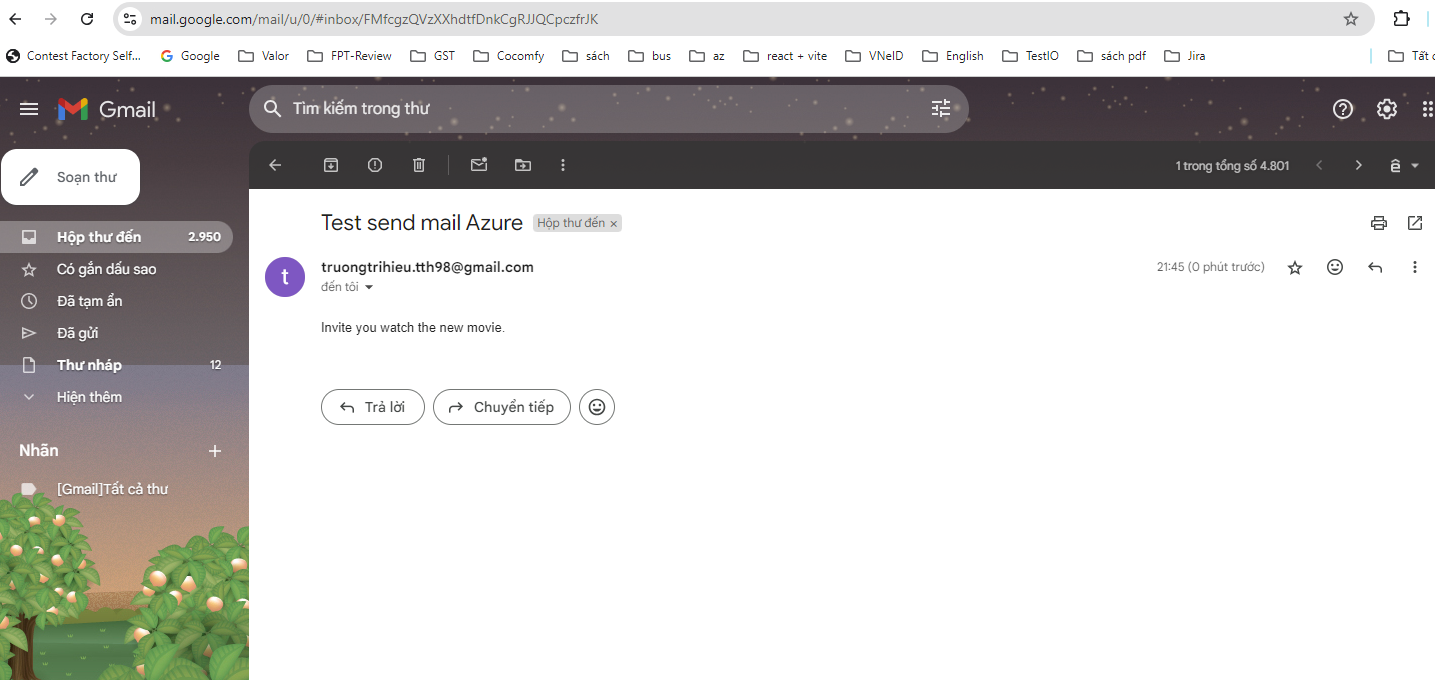 mail.google.com/mail/u/0/#inbox/FMfcgzQVzXXhdtfDnkCgRJJQCpczfrJK
Contest Factory Self... Google Valor FPT-Review GST Cocomfy sách bus az react + vite VNeID English TestIO sách pdf Jira Tất c
Gmail Tìm kiếm trong thư
Soạn thư 1 trong tổng số 4.801
Test send mail Azure Hộp thư đến ×
Hộp thư đến 2.950
Có gắn dấu sao
Đã tạm ẩn
Đã gửi
Thư nháp 12
Hiện thêm
Nhãn +
[Gmail]Tất cả thư
t truongtrihieu.tth98@gmail.com 21:45 (0 phút trước)
đến tôi
Invite you watch the new movie.
Trả lời Chuyển tiếp